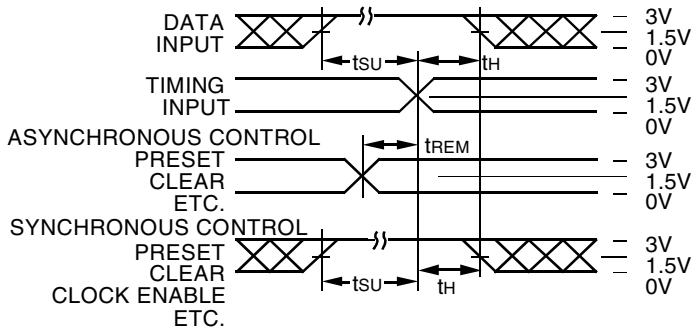 DATA
INPUT
tSU
tH
3V
1.5V
0V
TIMING
INPUT
3V
1.5V
0V
ASYNCHRONOUS CONTROL
PRESET
CLEAR
ETC.
tREM
3V
1.5V
0V
SYNCHRONOUS CONTROL
PRESET
CLEAR
CLOCK ENABLE
ETC.
tSU
tH
3V
1.5V
0V